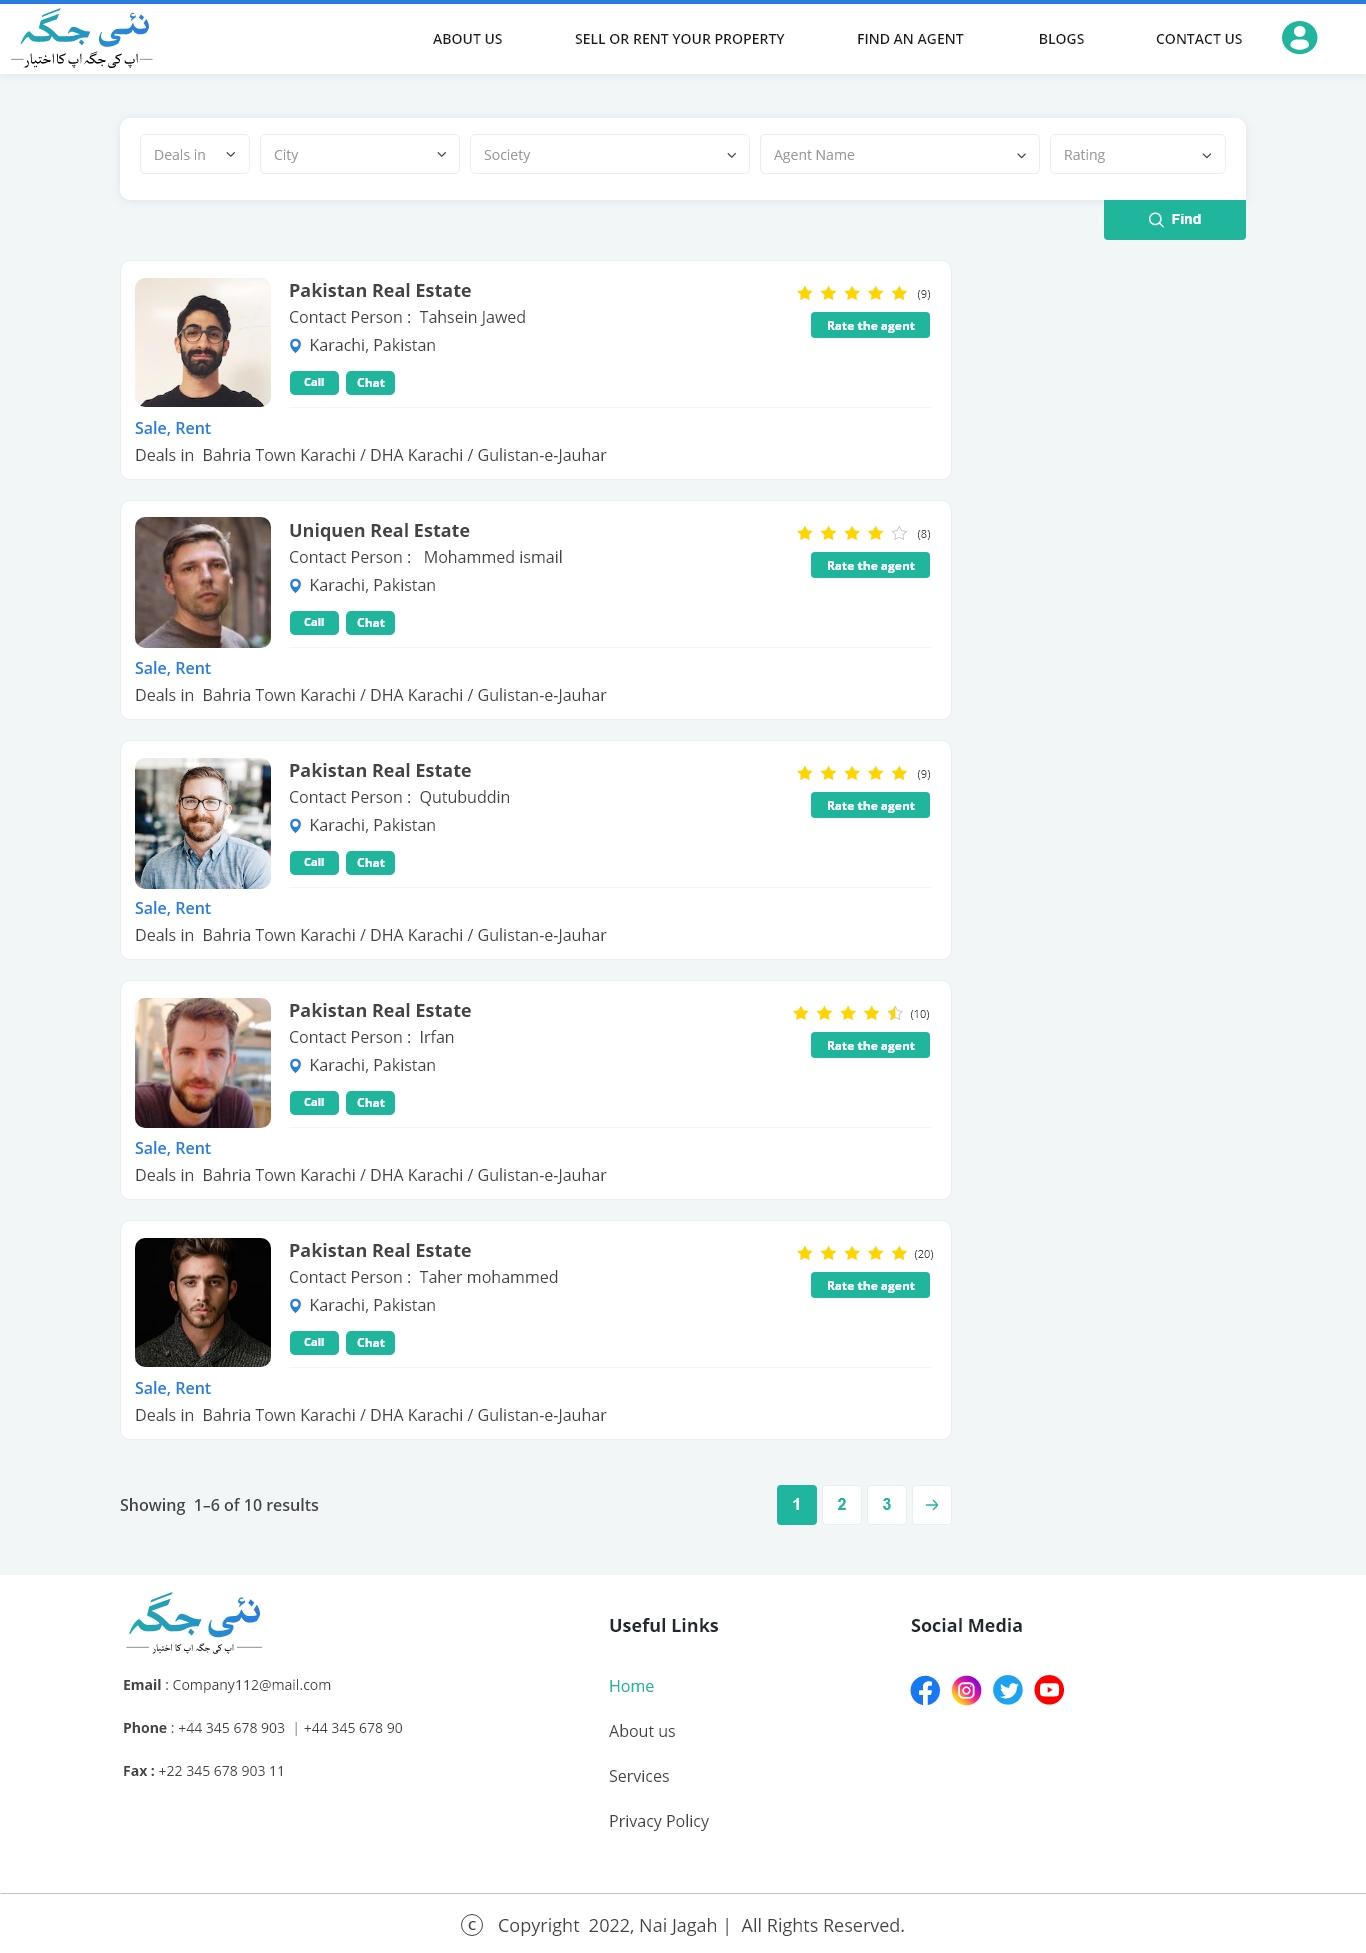 نئی جگہ
اپ کی جگہ اپ کا اختیار
ABOUT US
SELL OR RENT YOUR PROPERTY
FIND AN AGENT
BLOGS
CONTACT US
Deals in
City
Society
Agent Name
Rating
Find
Pakistan Real Estate
(9)
Contact Person : Tahsein Jawed
Rate the agent
Karachi, Pakistan
Call
Chat
Sale, Rent
Deals in Bahria Town Karachi / DHA Karachi / Gulistan-e-Jauhar
Uniquen Real Estate
(8)
Contact Person : Mohammed ismail
Rate the agent
Karachi, Pakistan
Call
Chat
Sale, Rent
Deals in Bahria Town Karachi / DHA Karachi / Gulistan-e-Jauhar
Pakistan Real Estate
(9)
Contact Person : Qutubuddin
Rate the agent
Karachi, Pakistan
Call
Chat
Sale, Rent
Deals in Bahria Town Karachi / DHA Karachi / Gulistan-e-Jauhar
Pakistan Real Estate
(10)
Contact Person : Irfan
Rate the agent
Karachi, Pakistan
Call
Chat
Sale, Rent
Deals in Bahria Town Karachi / DHA Karachi / Gulistan-e-Jauhar
Pakistan Real Estate
(20)
Contact Person : Taher mohammed
Rate the agent
Karachi, Pakistan
Call
Chat
Sale, Rent
Deals in Bahria Town Karachi / DHA Karachi / Gulistan-e-Jauhar
Showing 1–6 of 10 results
1
2
3
نئی جگہ
اپ کی جگہ اپ کا اختیار
Email : Company112@mail.com
Phone : +44 345 678 903 | +44 345 678 90
Fax : +22 345 678 903 11
Useful Links
Home
About us
Services
Privacy Policy
Social Media
© Copyright 2022, Nai Jagah | All Rights Reserved.